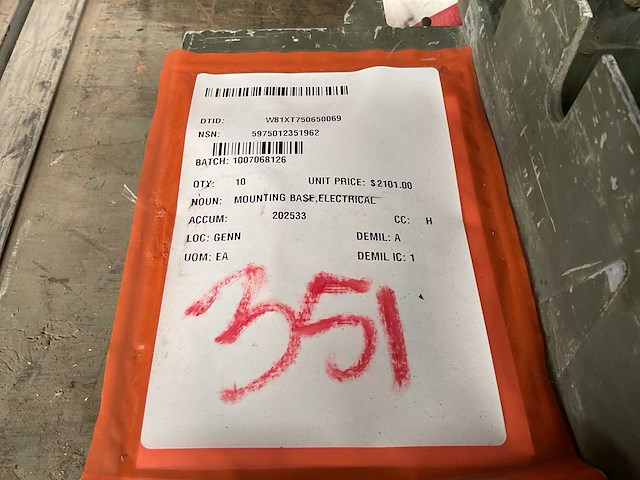 DTID: W81XT750650069
NSN: 5975012351962
BATCH: 1007068126
QTY: 10 UNIT PRICE: $2101.00
NOUN: MOUNTING BASE,ELECTRICAL
ACCUM: 202533 CC: H
LOC: GENN DEMIL: A
UOM: EA DEMIL IC: 1
351